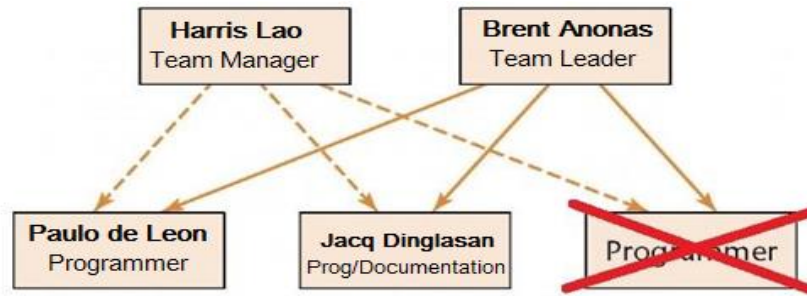 Harris Lao
Team Manager
Brent Anonas
Team Leader
Paulo de Leon
Programmer
Jacq Dinglasan
Prog/Documentation
Programmer